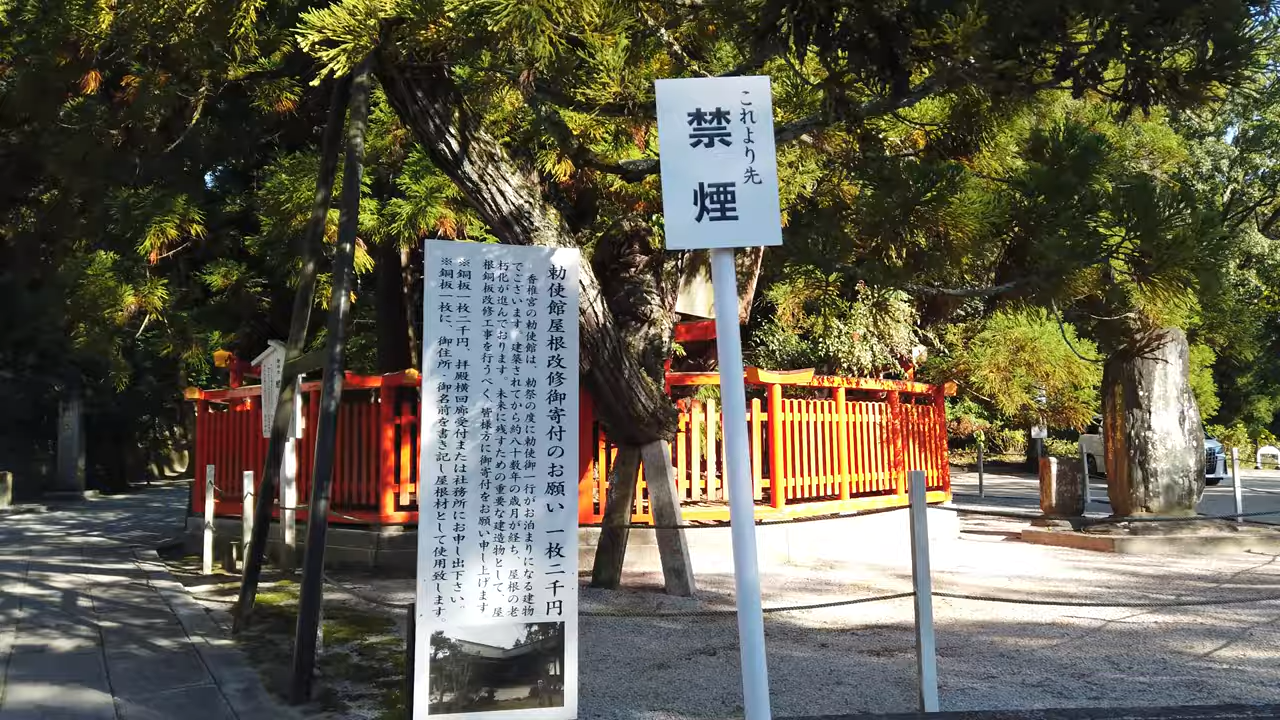 これより先
禁煙
勅使館屋根改修御寄付のお願い 一枚二千円
香椎宮の勅使館は、勅祭の度に勅使御一行がお泊まりになる建物
でございます。建築されてから約八十数年の歳月が経ち、屋根の老
朽化が進んでおります。未来に残すための重要な建造物として、屋
根銅板改修工事を行うべく、皆様方に御寄付をお願い申し上げます
※銅板一枚二千円、拝殿横回廊受付または社務所にお申し出下さい。
※銅板一枚に、御住所・御名前を書き記し屋根材として使用致します。